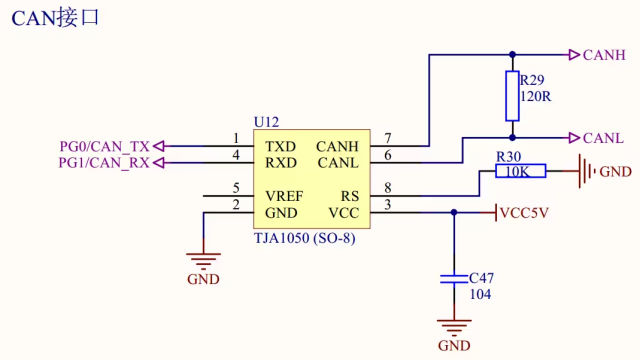 CAN接口
CANH
R29
120R
U12
PG0/CAN_TX
1
TXD
CANH
7
CANL
PG1/CAN_RX
4
RXD
CANL
6
R30
10K
GND
5
VREF
RS
8
2
GND
VCC
3
VCC5V
TJA1050 (SO-8)
GND
C47
104
GND